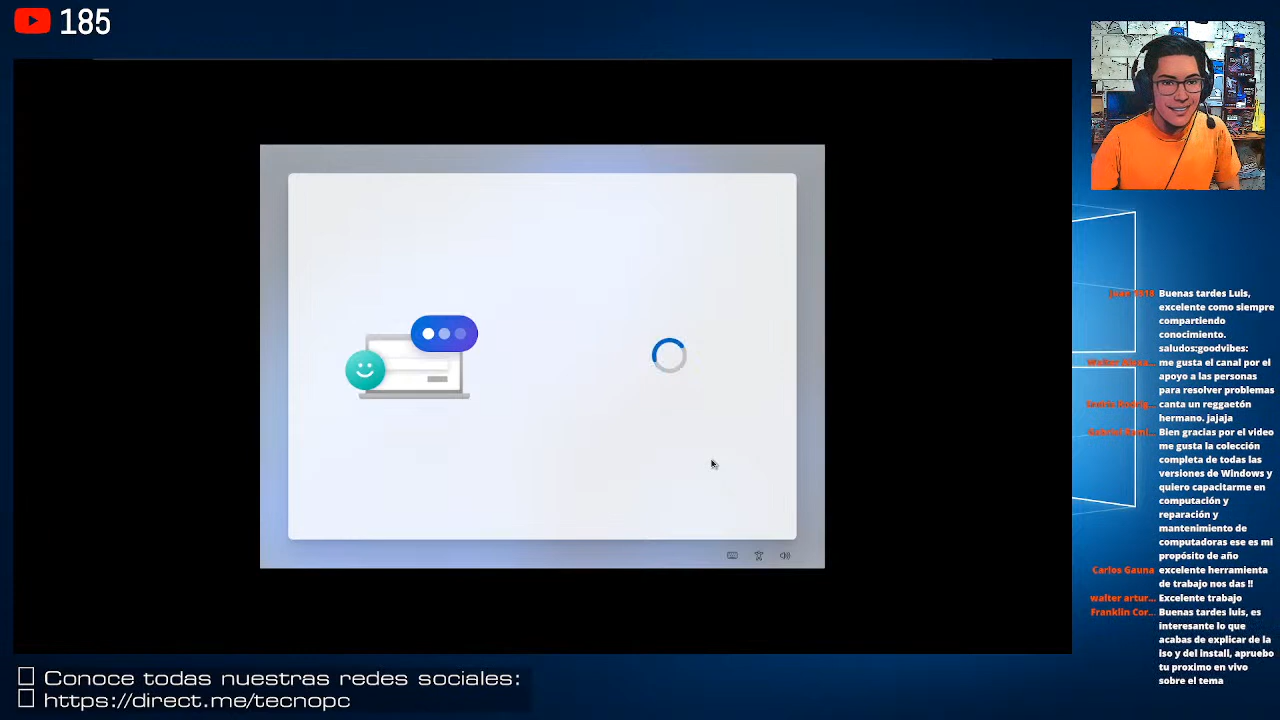 185
Buenas tardes Luis,
excelente como siempre
compartiendo
conocimiento.
saludos:goodvibes:
me gusta el canal por el
apoyo a las personas
para resolver problemas
canta un reggaetón
hermano. jajaja
Bien gracias por el video
me gusta la colección
completa de todas las
versiones de Windows y
quiero capacitarme en
computación y
reparación y
mantenimiento de
computadoras ese es mi
propósito de año
Carlos Gauna excelente herramienta
de trabajo nos das !!
walter artur... Excelente trabajo
Franklin Cor... Buenas tardes luis, es
interesante lo que
acabas de explicar de la
iso y del install, apruebo
tu proximo en vivo
sobre el tema
Conoce todas nuestras redes sociales:
https://direct.me/tecnopc